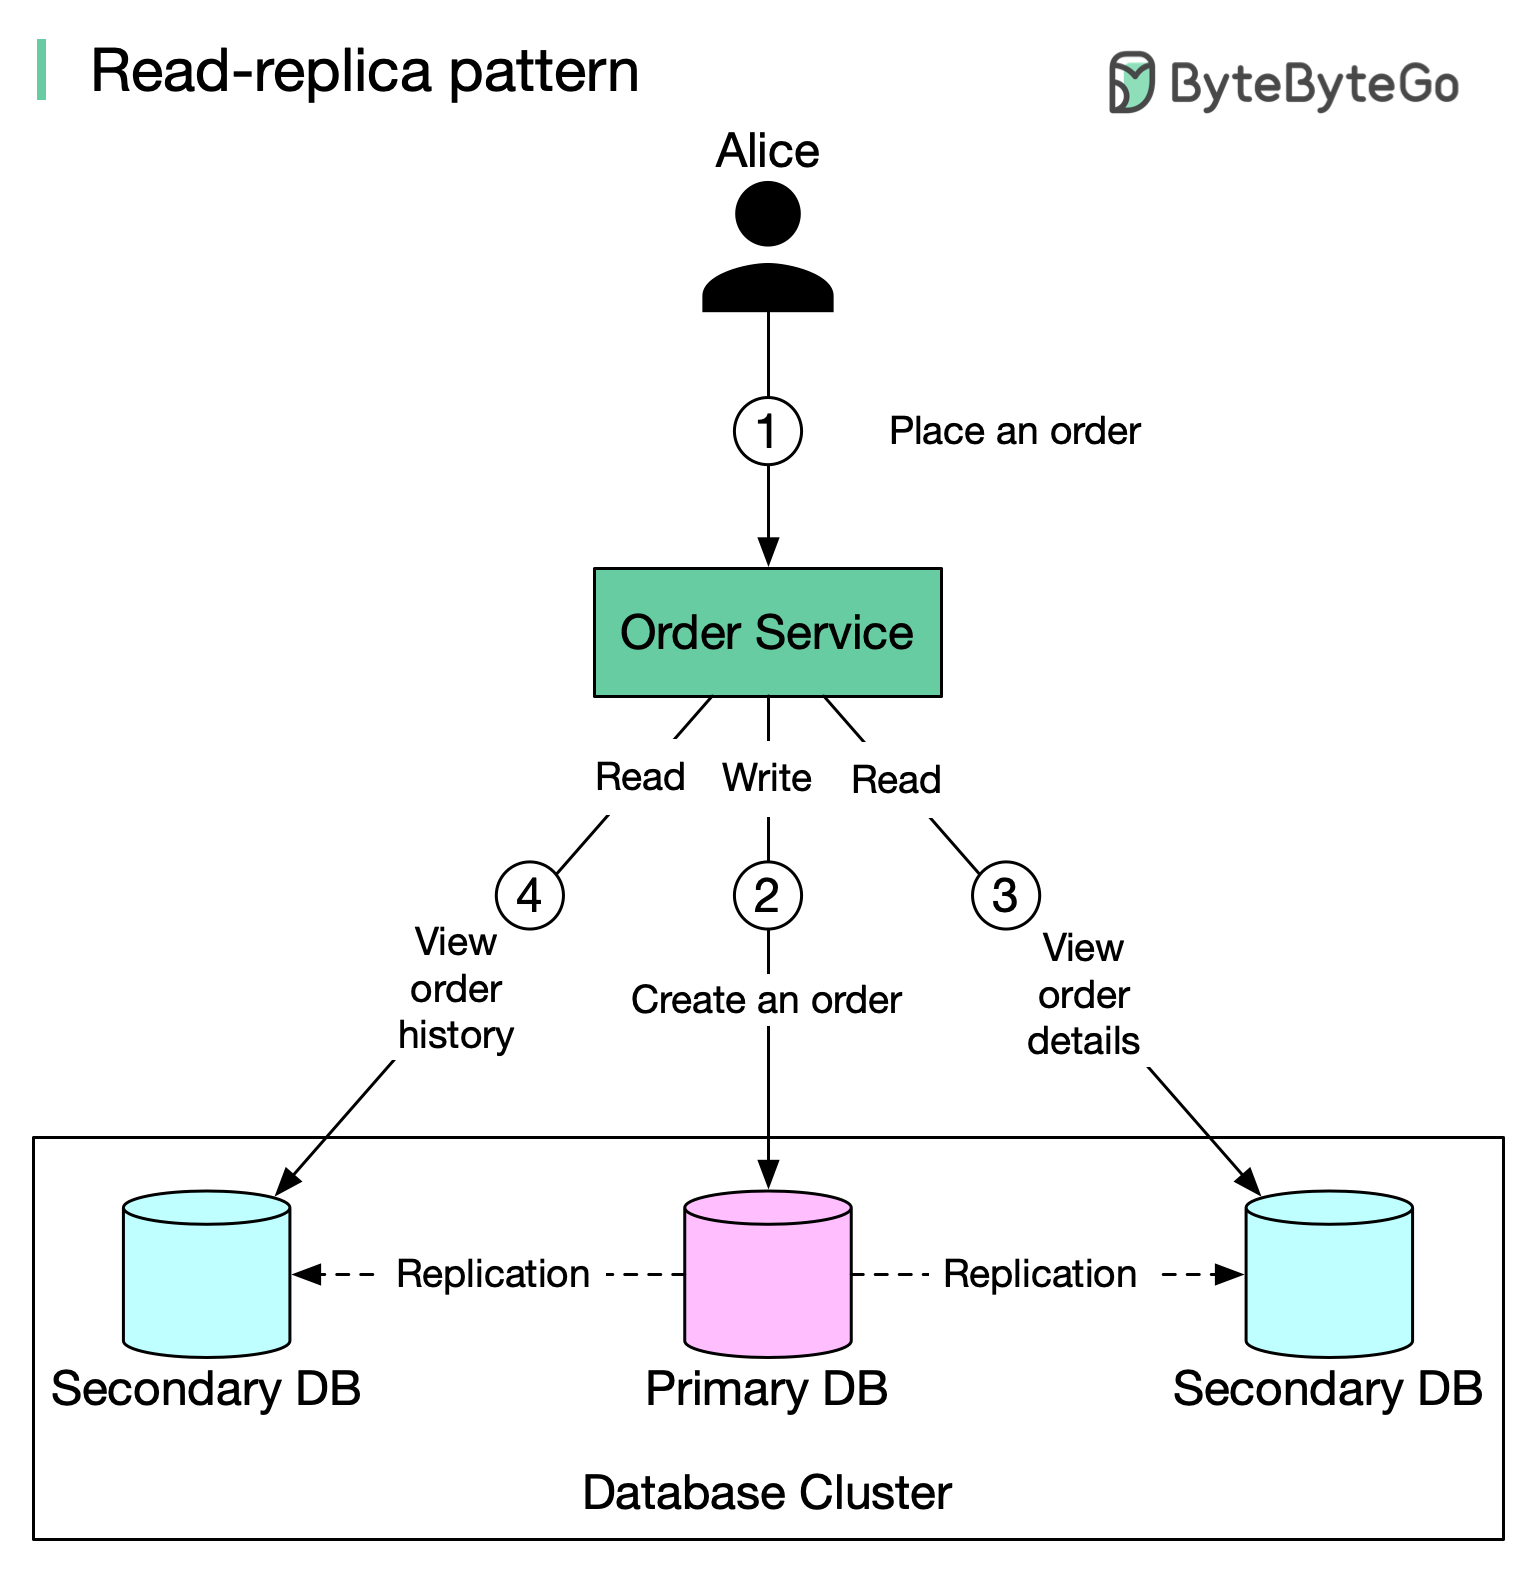 Read-replica pattern
ByteByteGo
Alice
1
Place an order
Order Service
Read
Write
Read
4
2
3
View
order
history
Create an order
View
order
details
Replication
Replication
Secondary DB
Primary DB
Secondary DB
Database Cluster